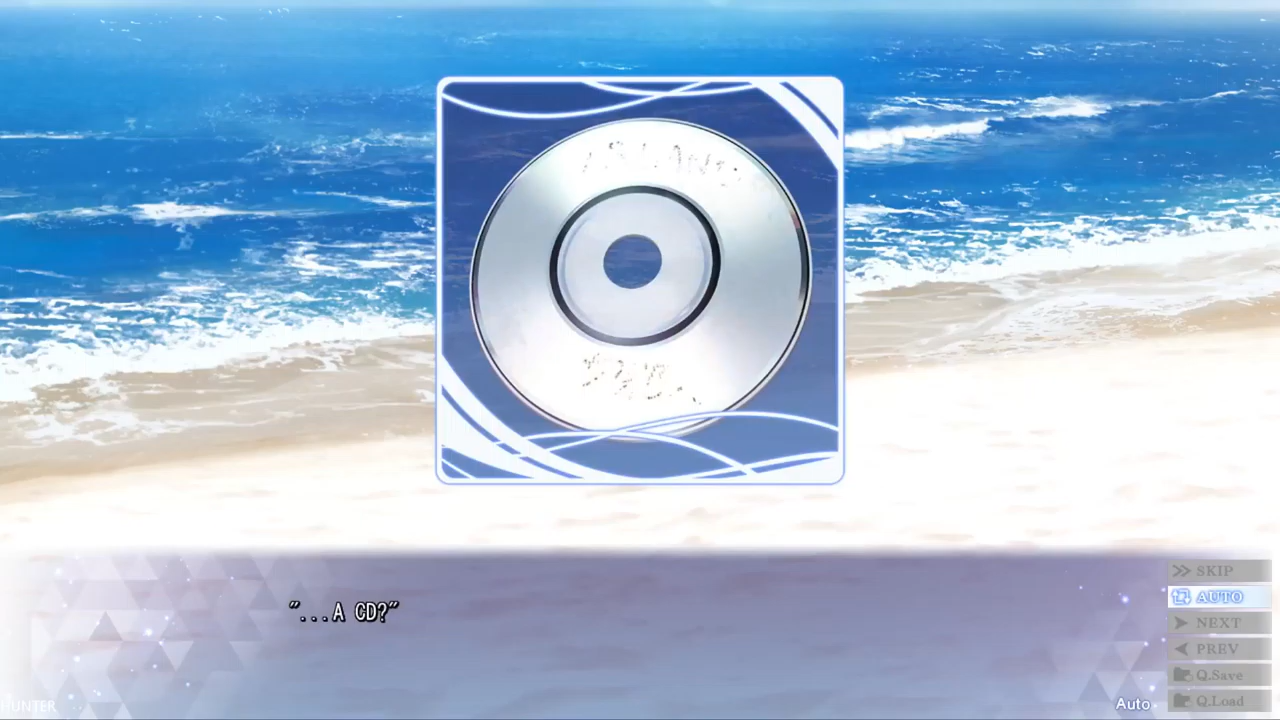 "...A CD?"
SKIP
AUTO
NEXT
PREV
Q.Save
Q.Load
Auto
HUNTER